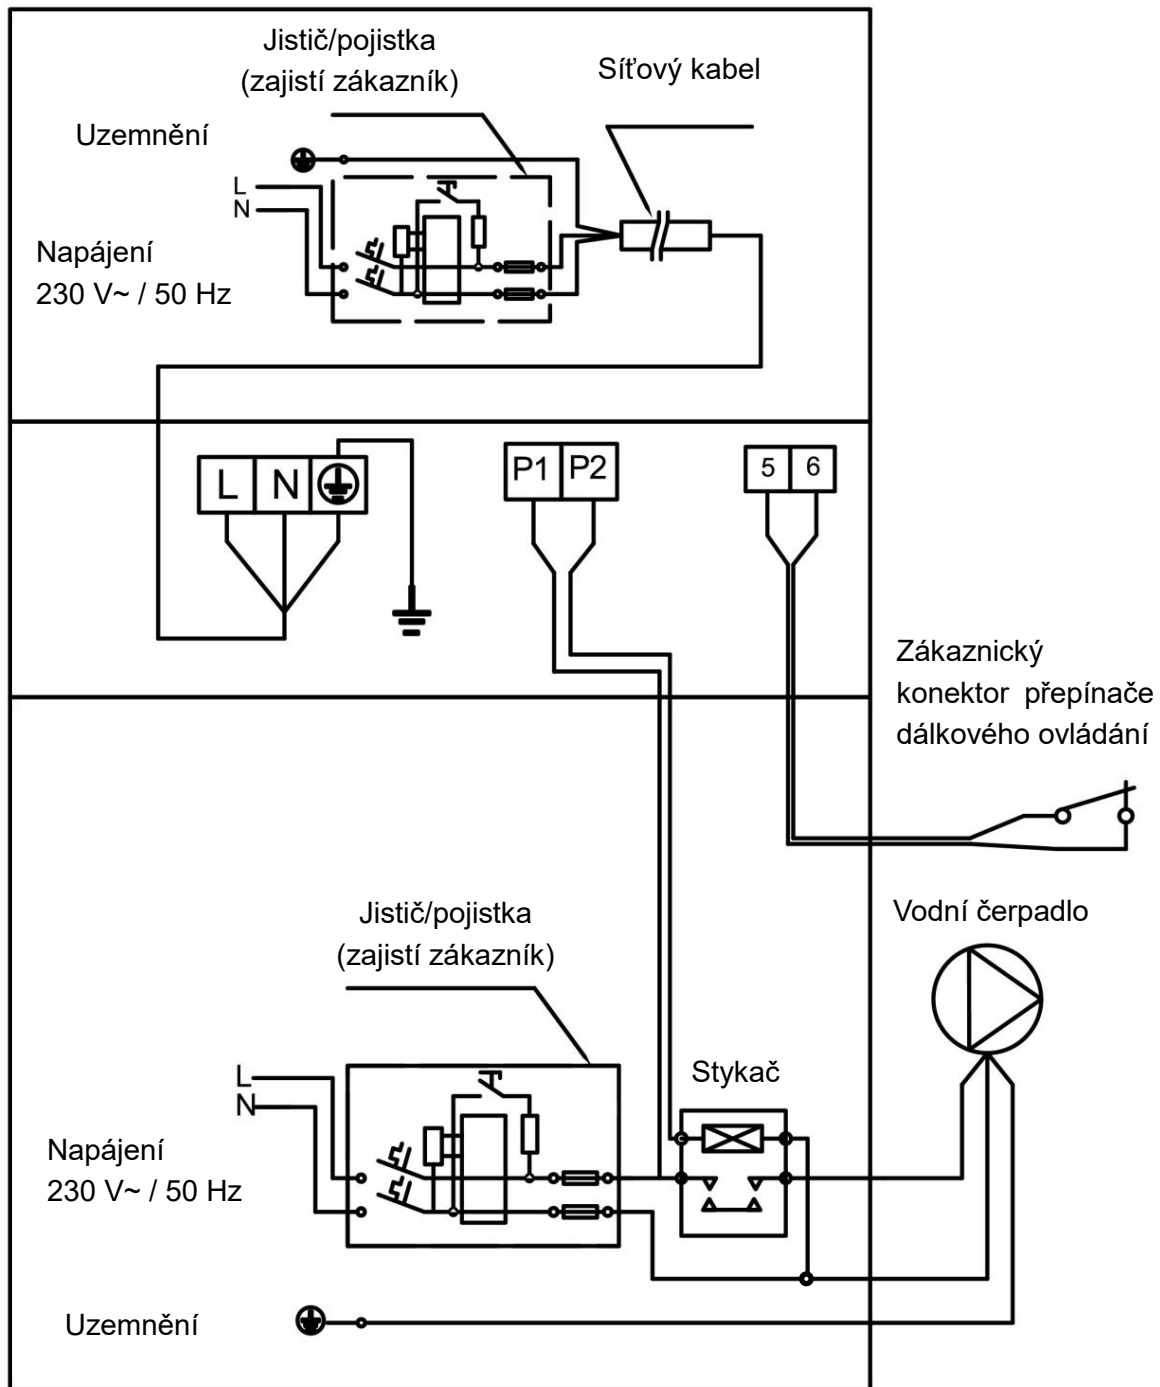 Jistič/pojistka
(zajistí zákazník)
Síťový kabel
Uzemnění
L
N
Napájení
230 V~ / 50 Hz
L N
P1 P2
5 6
Zákaznický
konektor přepínače
dálkového ovládání
Jistič/pojistka
(zajistí zákazník)
Vodní čerpadlo
Stykač
L
N
Napájení
230 V~ / 50 Hz
Uzemnění